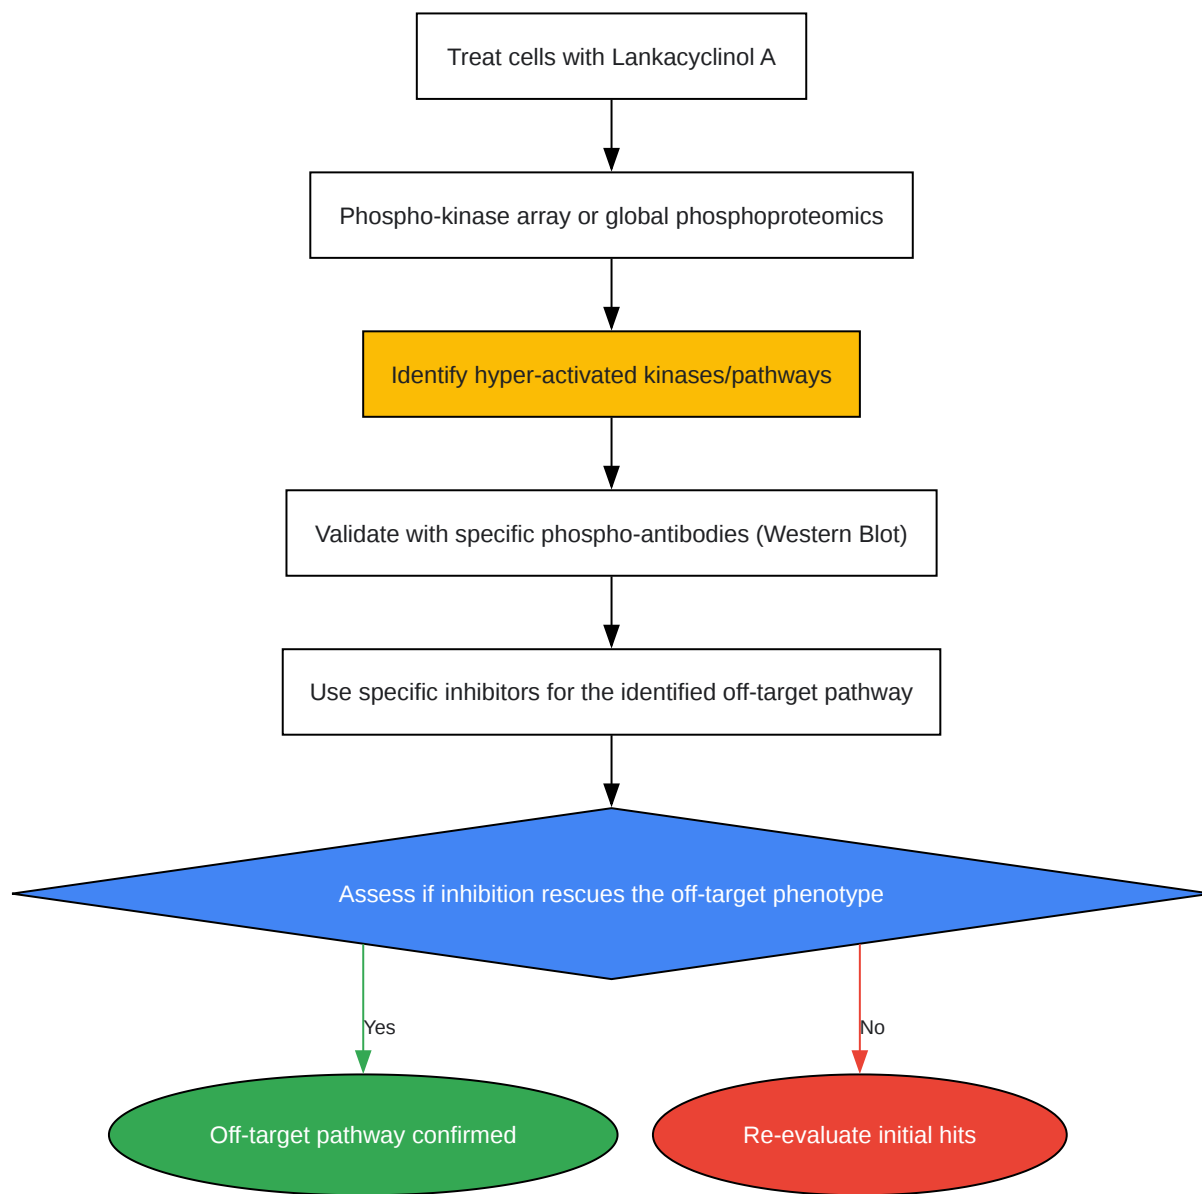 Treat cells with Lankacyclinol A
Phospho-kinase array or global phosphoproteomics
Identify hyper-activated kinases/pathways
Validate with specific phospho-antibodies (Western Blot)
Use specific inhibitors for the identified off-target pathway
Assess if inhibition rescues the off-target phenotype
Yes
No
Off-target pathway confirmed
Re-evaluate initial hits